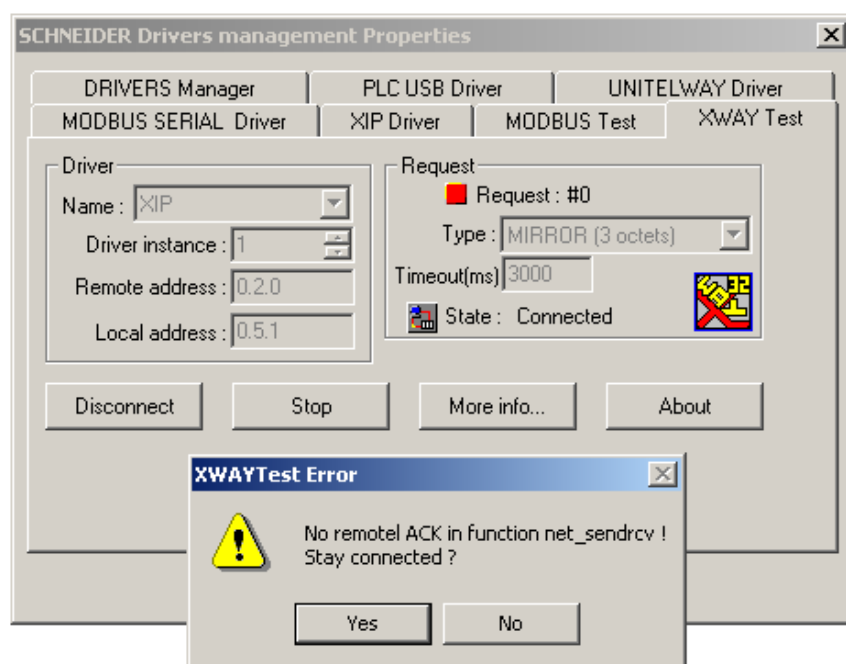 SCHNEIDER Drivers management Properties
DRIVERS Manager
PLC USB Driver
UNITELWAY Driver
MODBUS SERIAL Driver
XIP Driver
MODBUS Test
XWAY Test
Driver
Name : XIP
Driver instance : 1
Remote address : 0.2.0
Local address : 0.5.1
Request
Request : #0
Type : MIRROR (3 octets)
Timeout(ms) 3000
State : Connected
Disconnect
Stop
More info...
About
XWAYTest Error
No remotel ACK in function net_sendrcv !
Stay connected ?
Yes
No